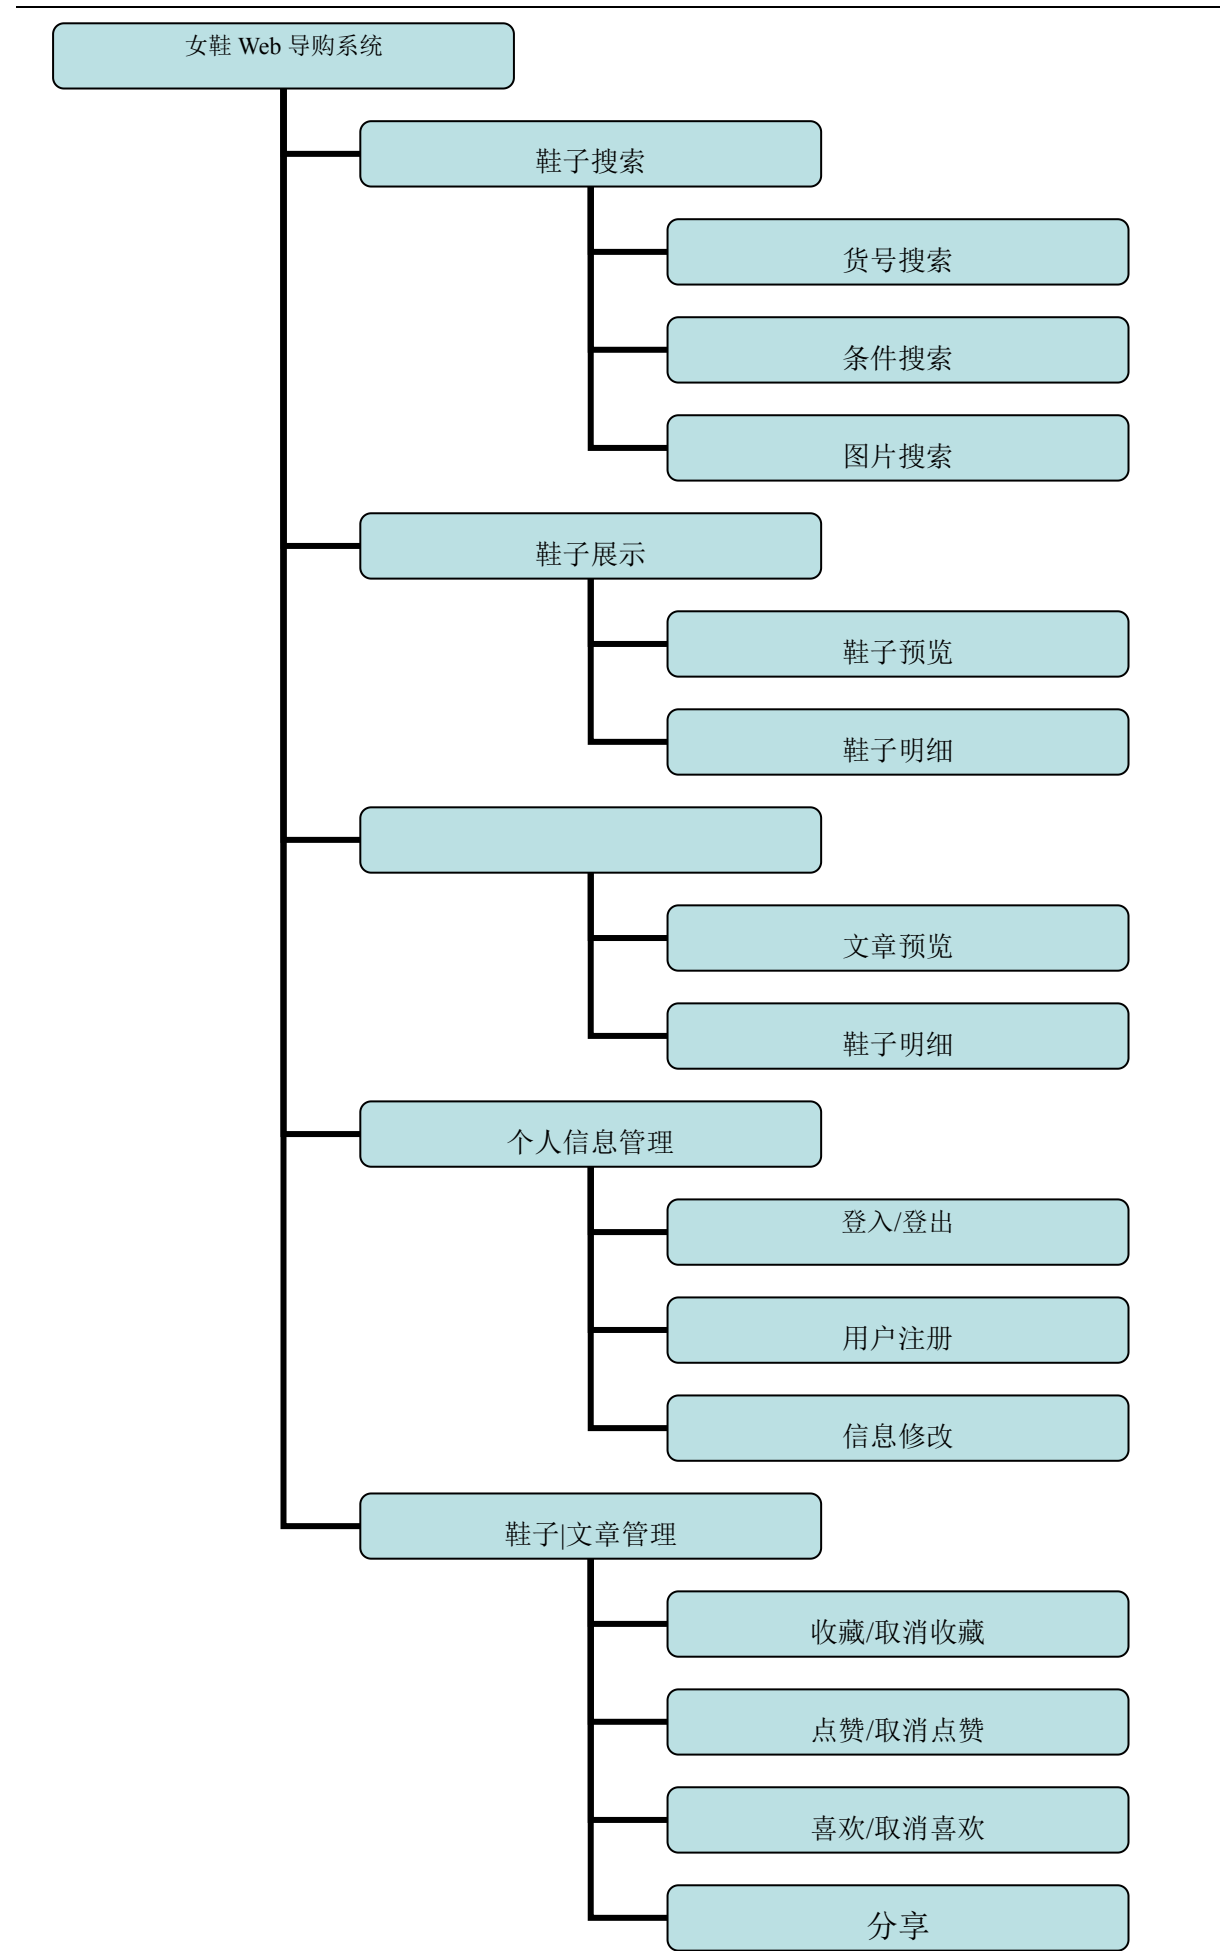 女鞋 Web 导购系统
鞋子搜索
货号搜索
条件搜索
图片搜索
鞋子展示
鞋子预览
鞋子明细
文章预览
鞋子明细
个人信息管理
登入/登出
用户注册
信息修改
鞋子|文章管理
收藏/取消收藏
点赞/取消点赞
喜欢/取消喜欢
分享